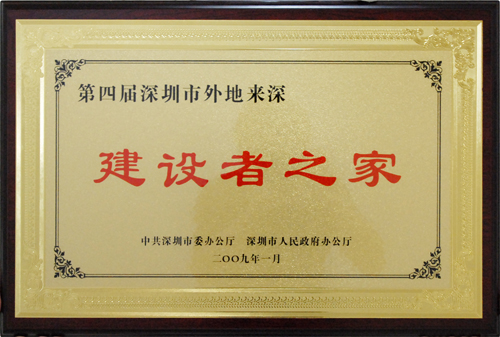 第四届深圳市外地来深
建设者之家
中共深圳市委办公厅 深圳市人民政府办公厅
二〇〇九年一月